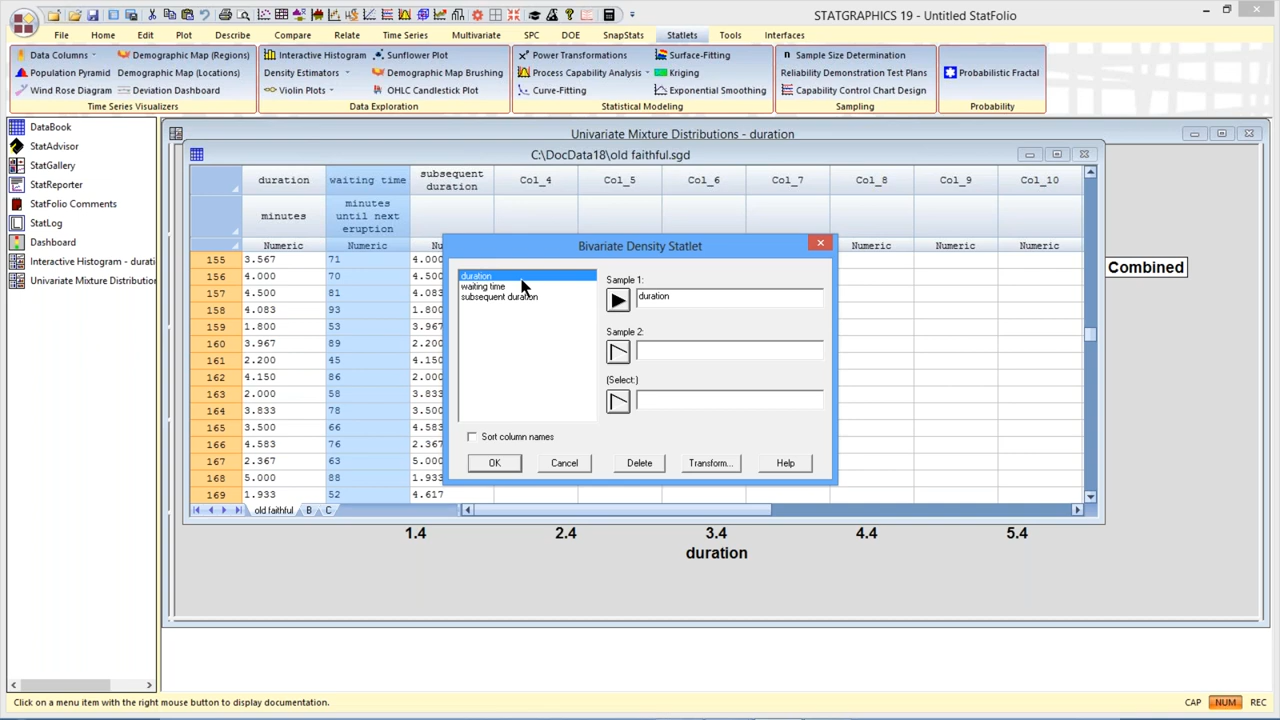 STATGRAPHICS 19 - Untitled StatFolio
File Home Edit Plot Describe Compare Relate Time Series Multivariate SPC DOE SnapStats Statlets Tools Interfaces
Data Columns Demographic Map (Regions) Interactive Histogram Sunflower Plot Power Transformations Surface-Fitting Sample Size Determination
Population Pyramid Demographic Map (Locations) Density Estimators Demographic Map Brushing Process Capability Analysis Kriging Reliability Demonstration Test Plans Probabilistic Fractal
Wind Rose Diagram Deviation Dashboard Violin Plots OHLC Candlestick Plot Curve-Fitting Exponential Smoothing Capability Control Chart Design
Time Series Visualizers Data Exploration Statistical Modeling Sampling Probability
DataBook
StatAdvisor
StatGallery
StatReporter
StatFolio Comments
StatLog
Dashboard
Interactive Histogram - durati
Univariate Mixture Distribution
Univariate Mixture Distributions - duration
C:\DocData18\old faithful.sgd
duration waiting time subsequent duration Col_4 Col_5 Col_6 Col_7 Col_8 Col_9 Col_10
minutes minutes until next eruption
Numeric Numeric Nu Numeric Numeric Numeric
155 3.567 71 4.000
156 4.000 70 4.500
157 4.500 81 4.083
158 4.083 93 1.800
159 1.800 53 3.967
160 3.967 89 2.200
161 2.200 45 4.150
162 4.150 86 2.000
163 2.000 58 3.833
164 3.833 78 3.500
165 3.500 66 4.583
166 4.583 76 2.367
167 2.367 63 5.000
168 5.000 88 1.933
169 1.933 52 4.617
old faithful B C
Bivariate Density Statlet
duration
waiting time
subsequent duration
Sample 1:
duration
Sample 2:
(Select:)
Sort column names
OK Cancel Delete Transform... Help
Combined
1.4 2.4 3.4 4.4 5.4
duration
Click on a menu item with the right mouse button to display documentation.
CAP NUM REC